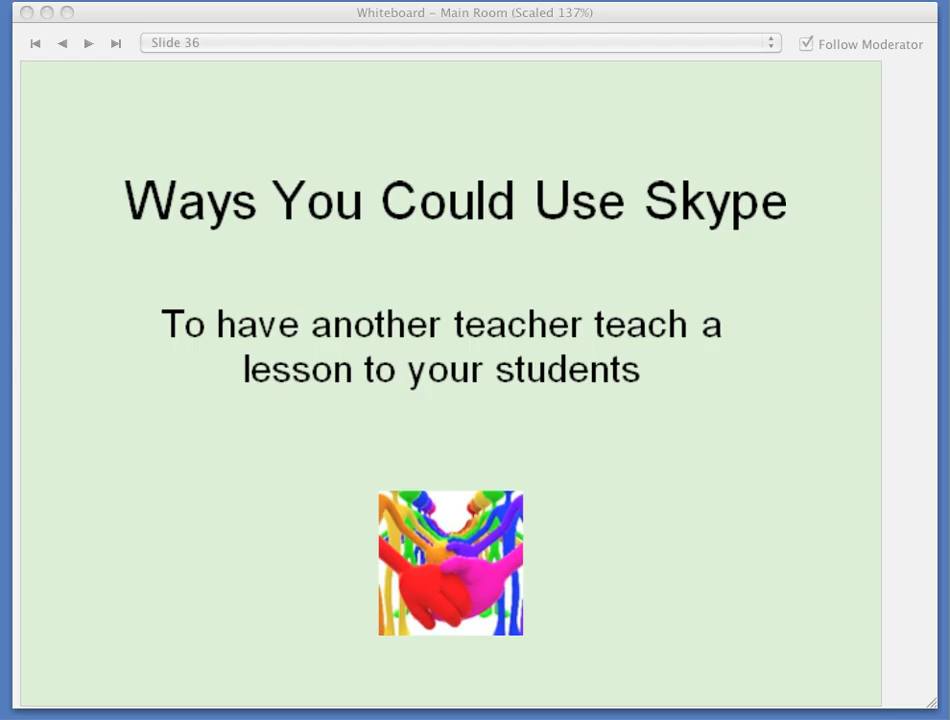 Whiteboard – Main Room (Scaled 137%)
Slide 36
Follow Moderator
Ways You Could Use Skype
To have another teacher teach a
lesson to your students